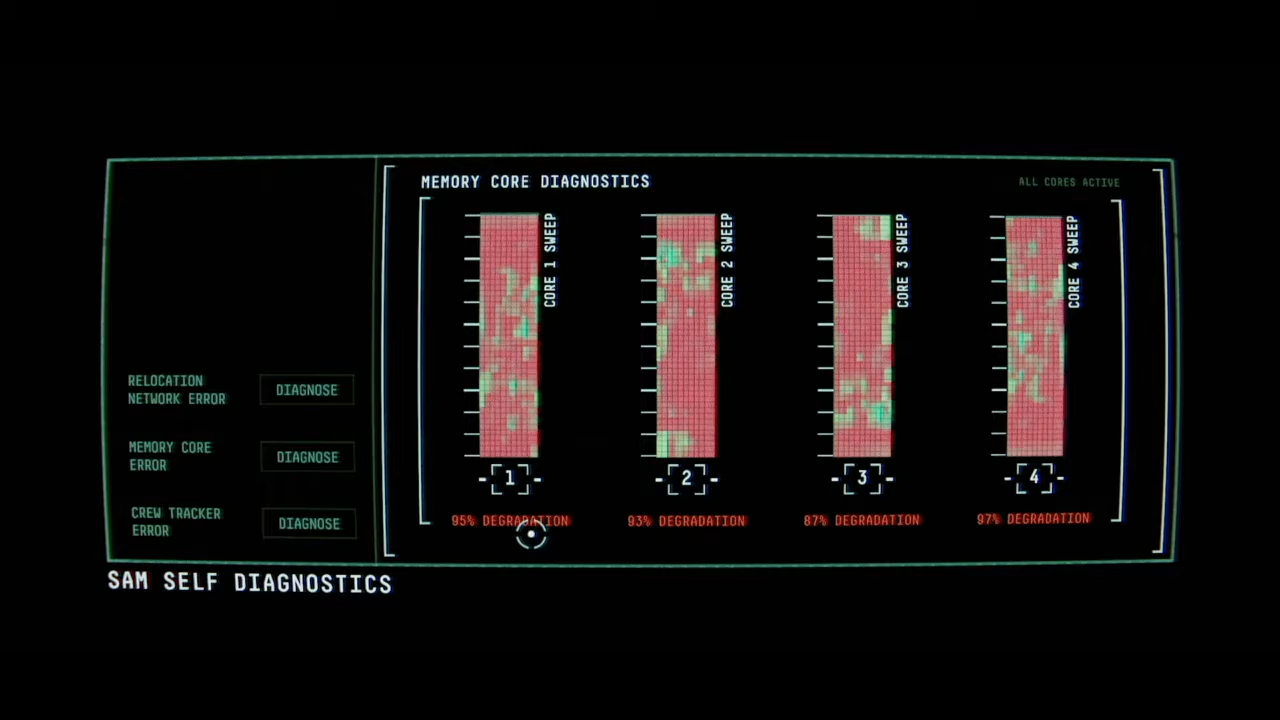 MEMORY CORE DIAGNOSTICS
ALL CORES ACTIVE
CORE 1 SWEEP
CORE 2 SWEEP
CORE 3 SWEEP
CORE 4 SWEEP
RELOCATION
NETWORK ERROR
DIAGNOSE
MEMORY CORE
ERROR
DIAGNOSE
CREW TRACKER
ERROR
DIAGNOSE
1
2
3
4
95% DEGRADATION
93% DEGRADATION
87% DEGRADATION
97% DEGRADATION
SAM SELF DIAGNOSTICS